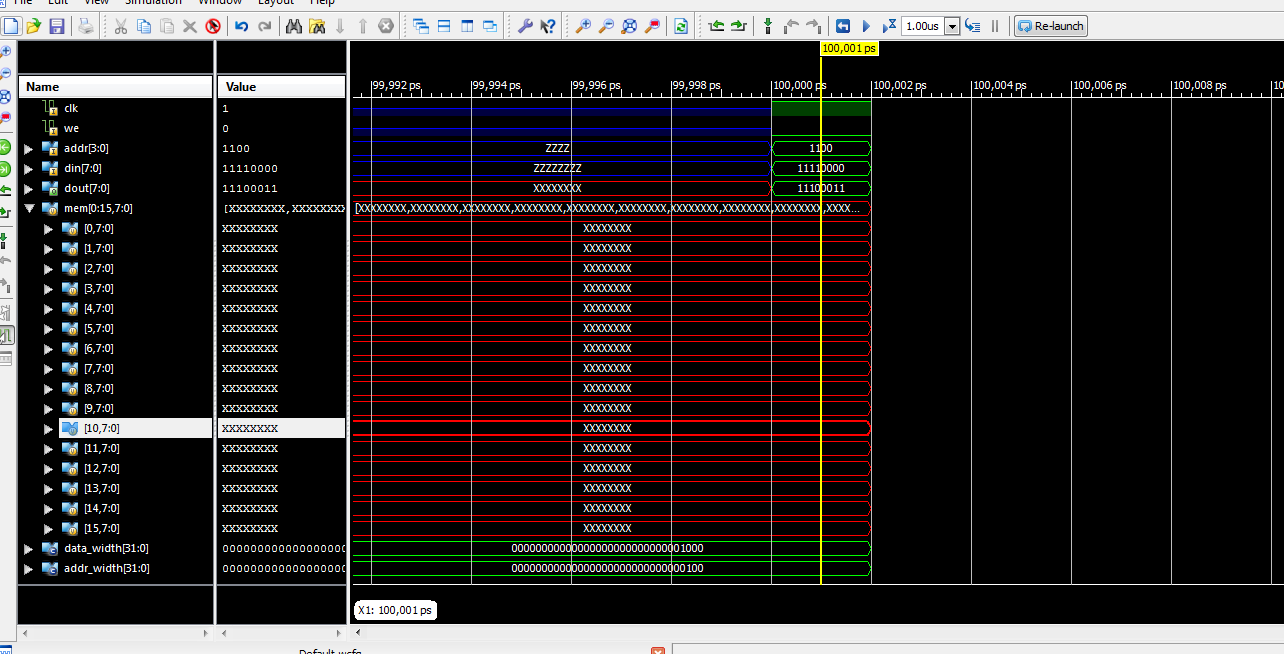 File Edit View Simulation Window Layout Help
1.00us Re-launch
100,001 ps
99,992 ps 99,994 ps 99,996 ps 99,998 ps 100,000 ps 100,002 ps 100,004 ps 100,006 ps 100,008 ps
Name Value
clk 1
we 0
addr[3:0] 1100 ZZZZ 1100
din[7:0] 11110000 ZZZZZZZZ 11110000
dout[7:0] 11100011 XXXXXXXX 11100011
mem[0:15,7:0] [XXXXXXXX,XXXXXXXX [XXXXXXXX,XXXXXXXX,XXXXXXXX,XXXXXXXX,XXXXXXXX,XXXXXXXX,XXXXXXXX,XXXXXXXX,XXXXXXXX,XXXX...
[0,7:0] XXXXXXXX XXXXXXXX
[1,7:0] XXXXXXXX XXXXXXXX
[2,7:0] XXXXXXXX XXXXXXXX
[3,7:0] XXXXXXXX XXXXXXXX
[4,7:0] XXXXXXXX XXXXXXXX
[5,7:0] XXXXXXXX XXXXXXXX
[6,7:0] XXXXXXXX XXXXXXXX
[7,7:0] XXXXXXXX XXXXXXXX
[8,7:0] XXXXXXXX XXXXXXXX
[9,7:0] XXXXXXXX XXXXXXXX
[10,7:0] XXXXXXXX XXXXXXXX
[11,7:0] XXXXXXXX XXXXXXXX
[12,7:0] XXXXXXXX XXXXXXXX
[13,7:0] XXXXXXXX XXXXXXXX
[14,7:0] XXXXXXXX XXXXXXXX
[15,7:0] XXXXXXXX XXXXXXXX
data_width[31:0] 000000000000000000 00000000000000000000000000001000
addr_width[31:0] 000000000000000000 00000000000000000000000000000100
X1: 100,001 ps
Default.wcfg